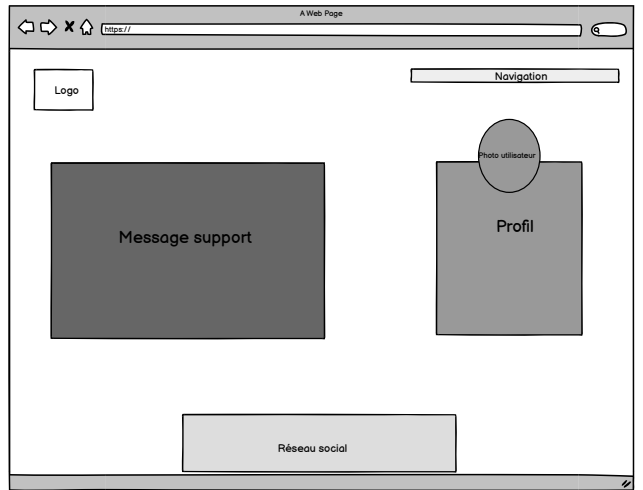 A Web Page
https://
Logo
Navigation
Photo utilisateur
Profil
Message support
Réseau social